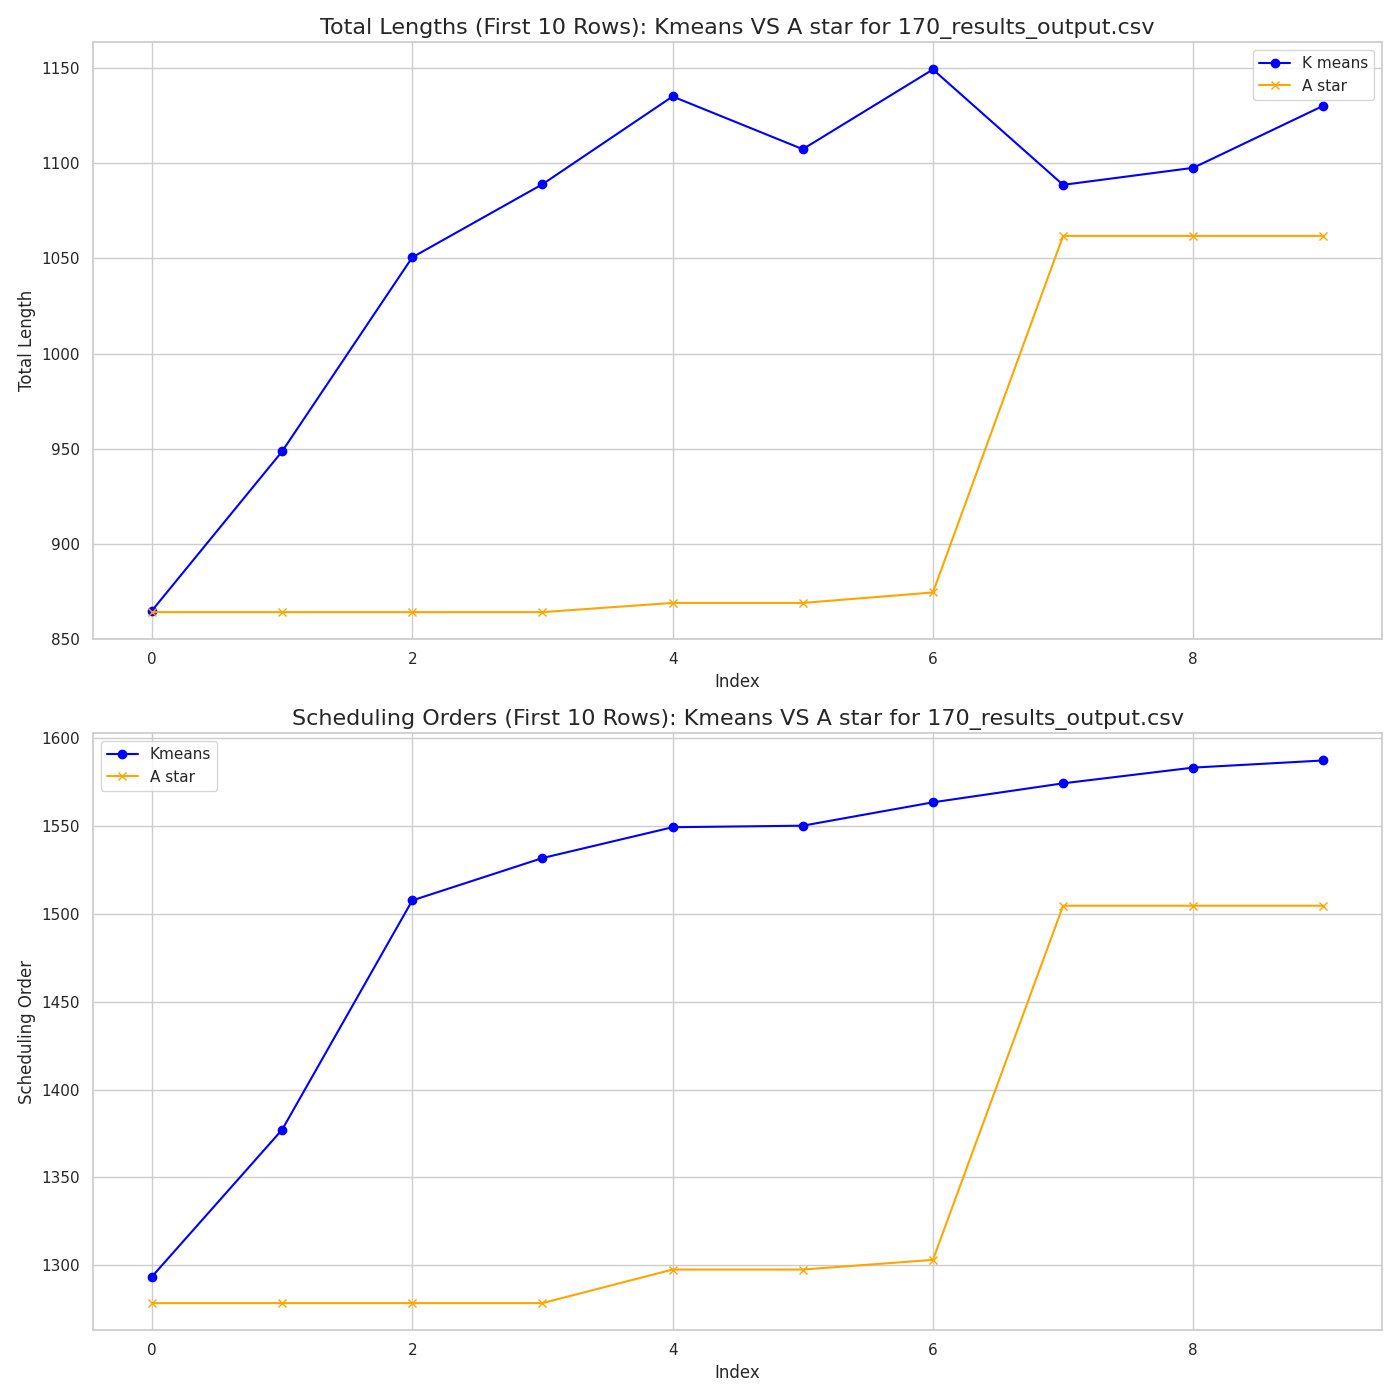 Total Lengths (First 10 Rows): Kmeans VS A star for 170_results_output.csv
K means
A star
1150
1100
1050
1000
950
900
850
Total Length
0 2 4 6 8
Index
Scheduling Orders (First 10 Rows): Kmeans VS A star for 170_results_output.csv
Kmeans
A star
1600
1550
1500
1450
1400
1350
1300
Scheduling Order
0 2 4 6 8
Index